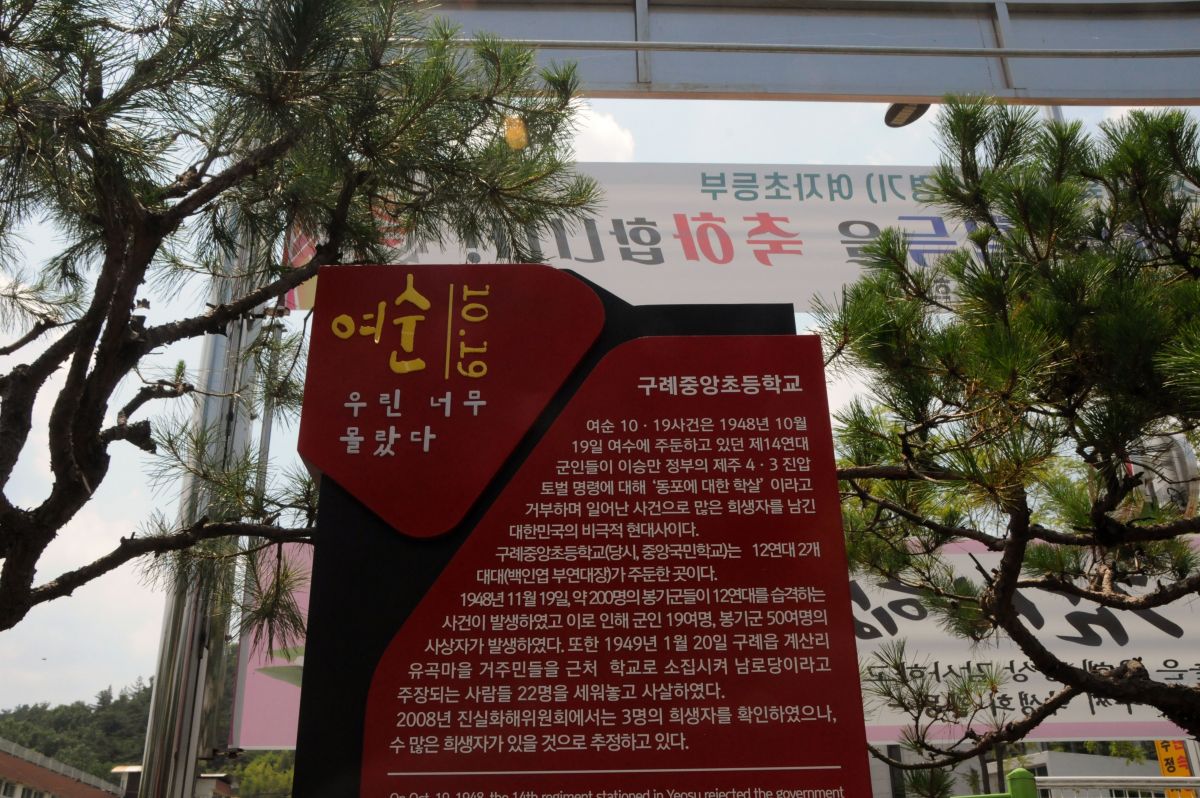 여자초등부
축하합니다
여순
10.19
우린 너무
몰랐다
구례중앙초등학교
여순 10 · 19사건은 1948년 10월
19일 여수에 주둔하고 있던 제14연대
군인들이 이승만 정부의 제주 4 · 3 진압
토벌 명령에 대해 ‘동포에 대한 학살’ 이라고
거부하며 일어난 사건으로 많은 희생자를 남긴
대한민국의 비극적 현대사이다.
구례중앙초등학교(당시, 중앙국민학교)는 12연대 2개
대대(백인엽 부연대장)가 주둔한 곳이다.
1948년 11월 19일, 약 200명의 봉기군들이 12연대를 습격하는
사건이 발생하였고 이로 인해 군인 19여명, 봉기군 50여명의
사상자가 발생하였다. 또한 1949년 1월 20일 구례읍 계산리
유곡마을 거주민들을 근처 학교로 소집시켜 남로당이라고
주장되는 사람들 22명을 세워놓고 사살하였다.
2008년 진실화해위원회에서는 3명의 희생자를 확인하였으나,
수 많은 희생자가 있을 것으로 추정하고 있다.
On Oct. 19, 1948, the 14th regiment stationed in Yeosu rejected the government